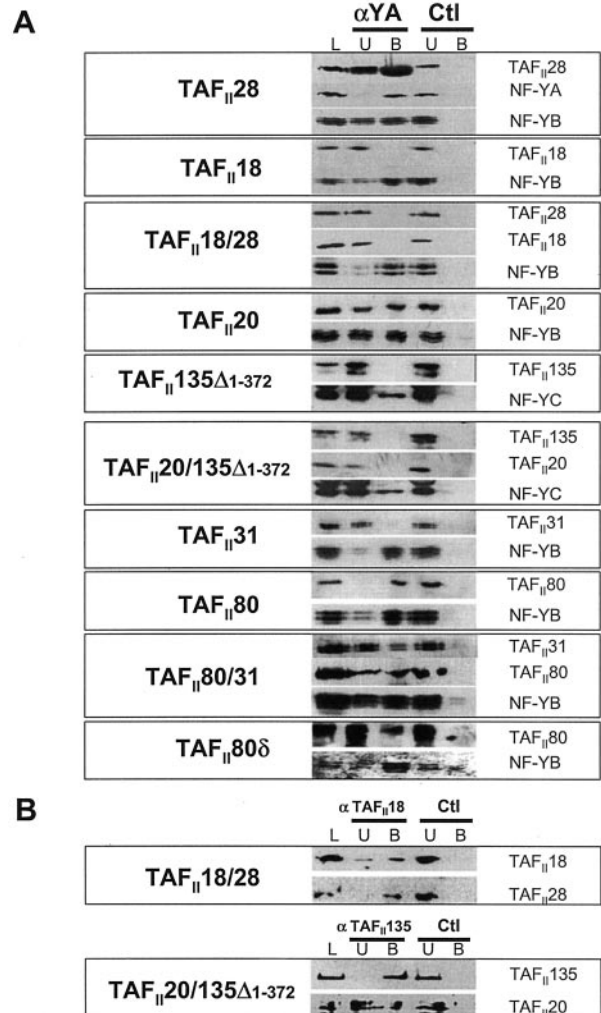 A
αYA Ctl
L U B U B
TAFII28
TAFII28
NF-YA
NF-YB
TAFII18
TAFII18
NF-YB
TAFII18/28
TAFII28
TAFII18
NF-YB
TAFII20
TAFII20
NF-YB
TAFII135Δ1-372
TAFII135
NF-YC
TAFII20/135Δ1-372
TAFII135
TAFII20
NF-YC
TAFII31
TAFII31
NF-YB
TAFII80
TAFII80
NF-YB
TAFII80/31
TAFII31
TAFII80
NF-YB
TAFII80δ
TAFII80
NF-YB
B
α TAFII18 Ctl
L U B U B
TAFII18/28
TAFII18
TAFII28
α TAFII135 Ctl
L U B U B
TAFII20/135Δ1-372
TAFII135
TAFII20